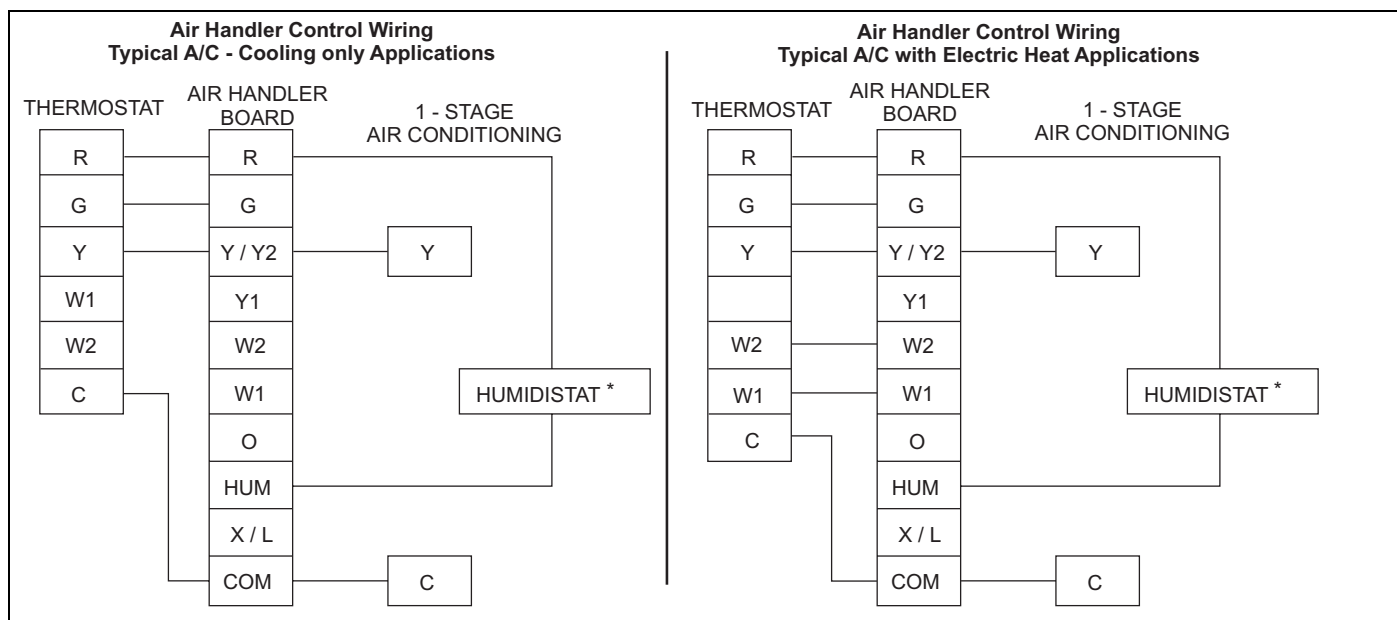 Air Handler Control Wiring
Typical A/C - Cooling only Applications
THERMOSTAT
AIR HANDLER
BOARD
1 - STAGE
AIR CONDITIONING
R
G
Y
W1
W2
C
R
G
Y / Y2
Y1
W2
W1
O
HUM
X / L
COM
Y
HUMIDISTAT *
C
Air Handler Control Wiring
Typical A/C with Electric Heat Applications
THERMOSTAT
AIR HANDLER
BOARD
1 - STAGE
AIR CONDITIONING
R
G
Y
W2
W1
C
R
G
Y / Y2
Y1
W2
W1
O
HUM
X / L
COM
Y
HUMIDISTAT *
C